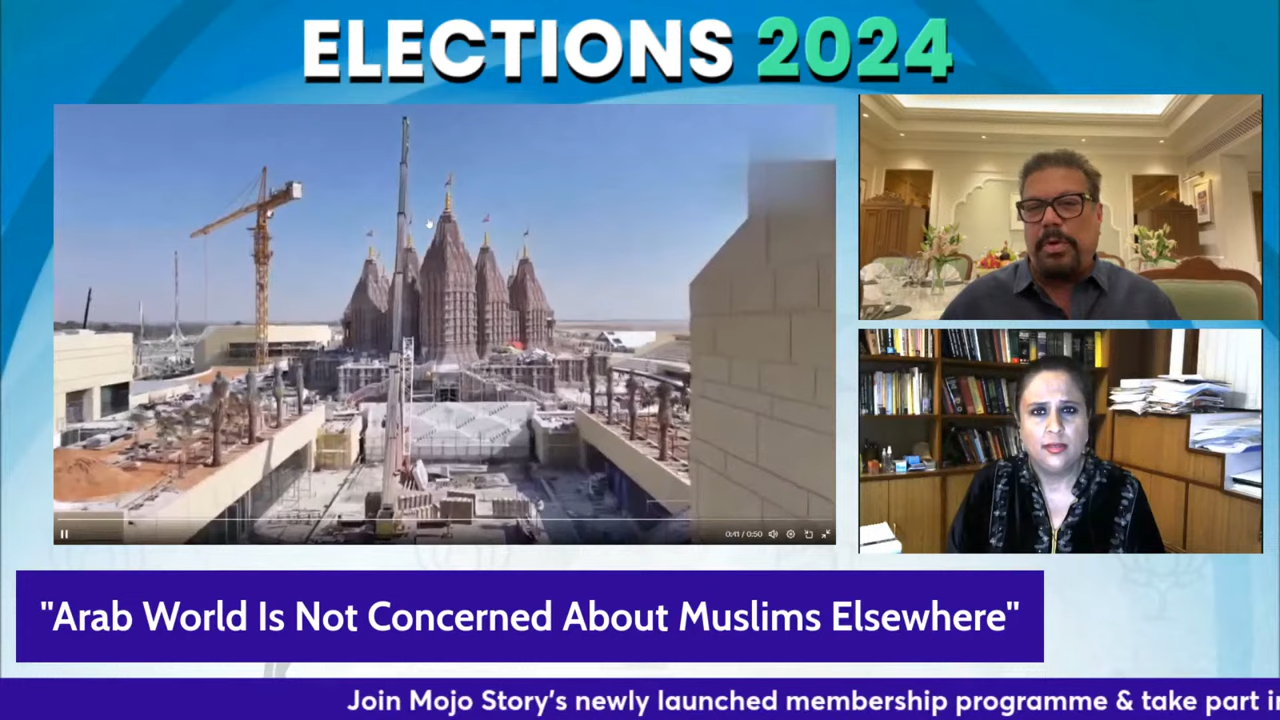 ELECTIONS 2024
0:41 / 0:50
"Arab World Is Not Concerned About Muslims Elsewhere"
Join Mojo Story's newly launched membership programme & take part in